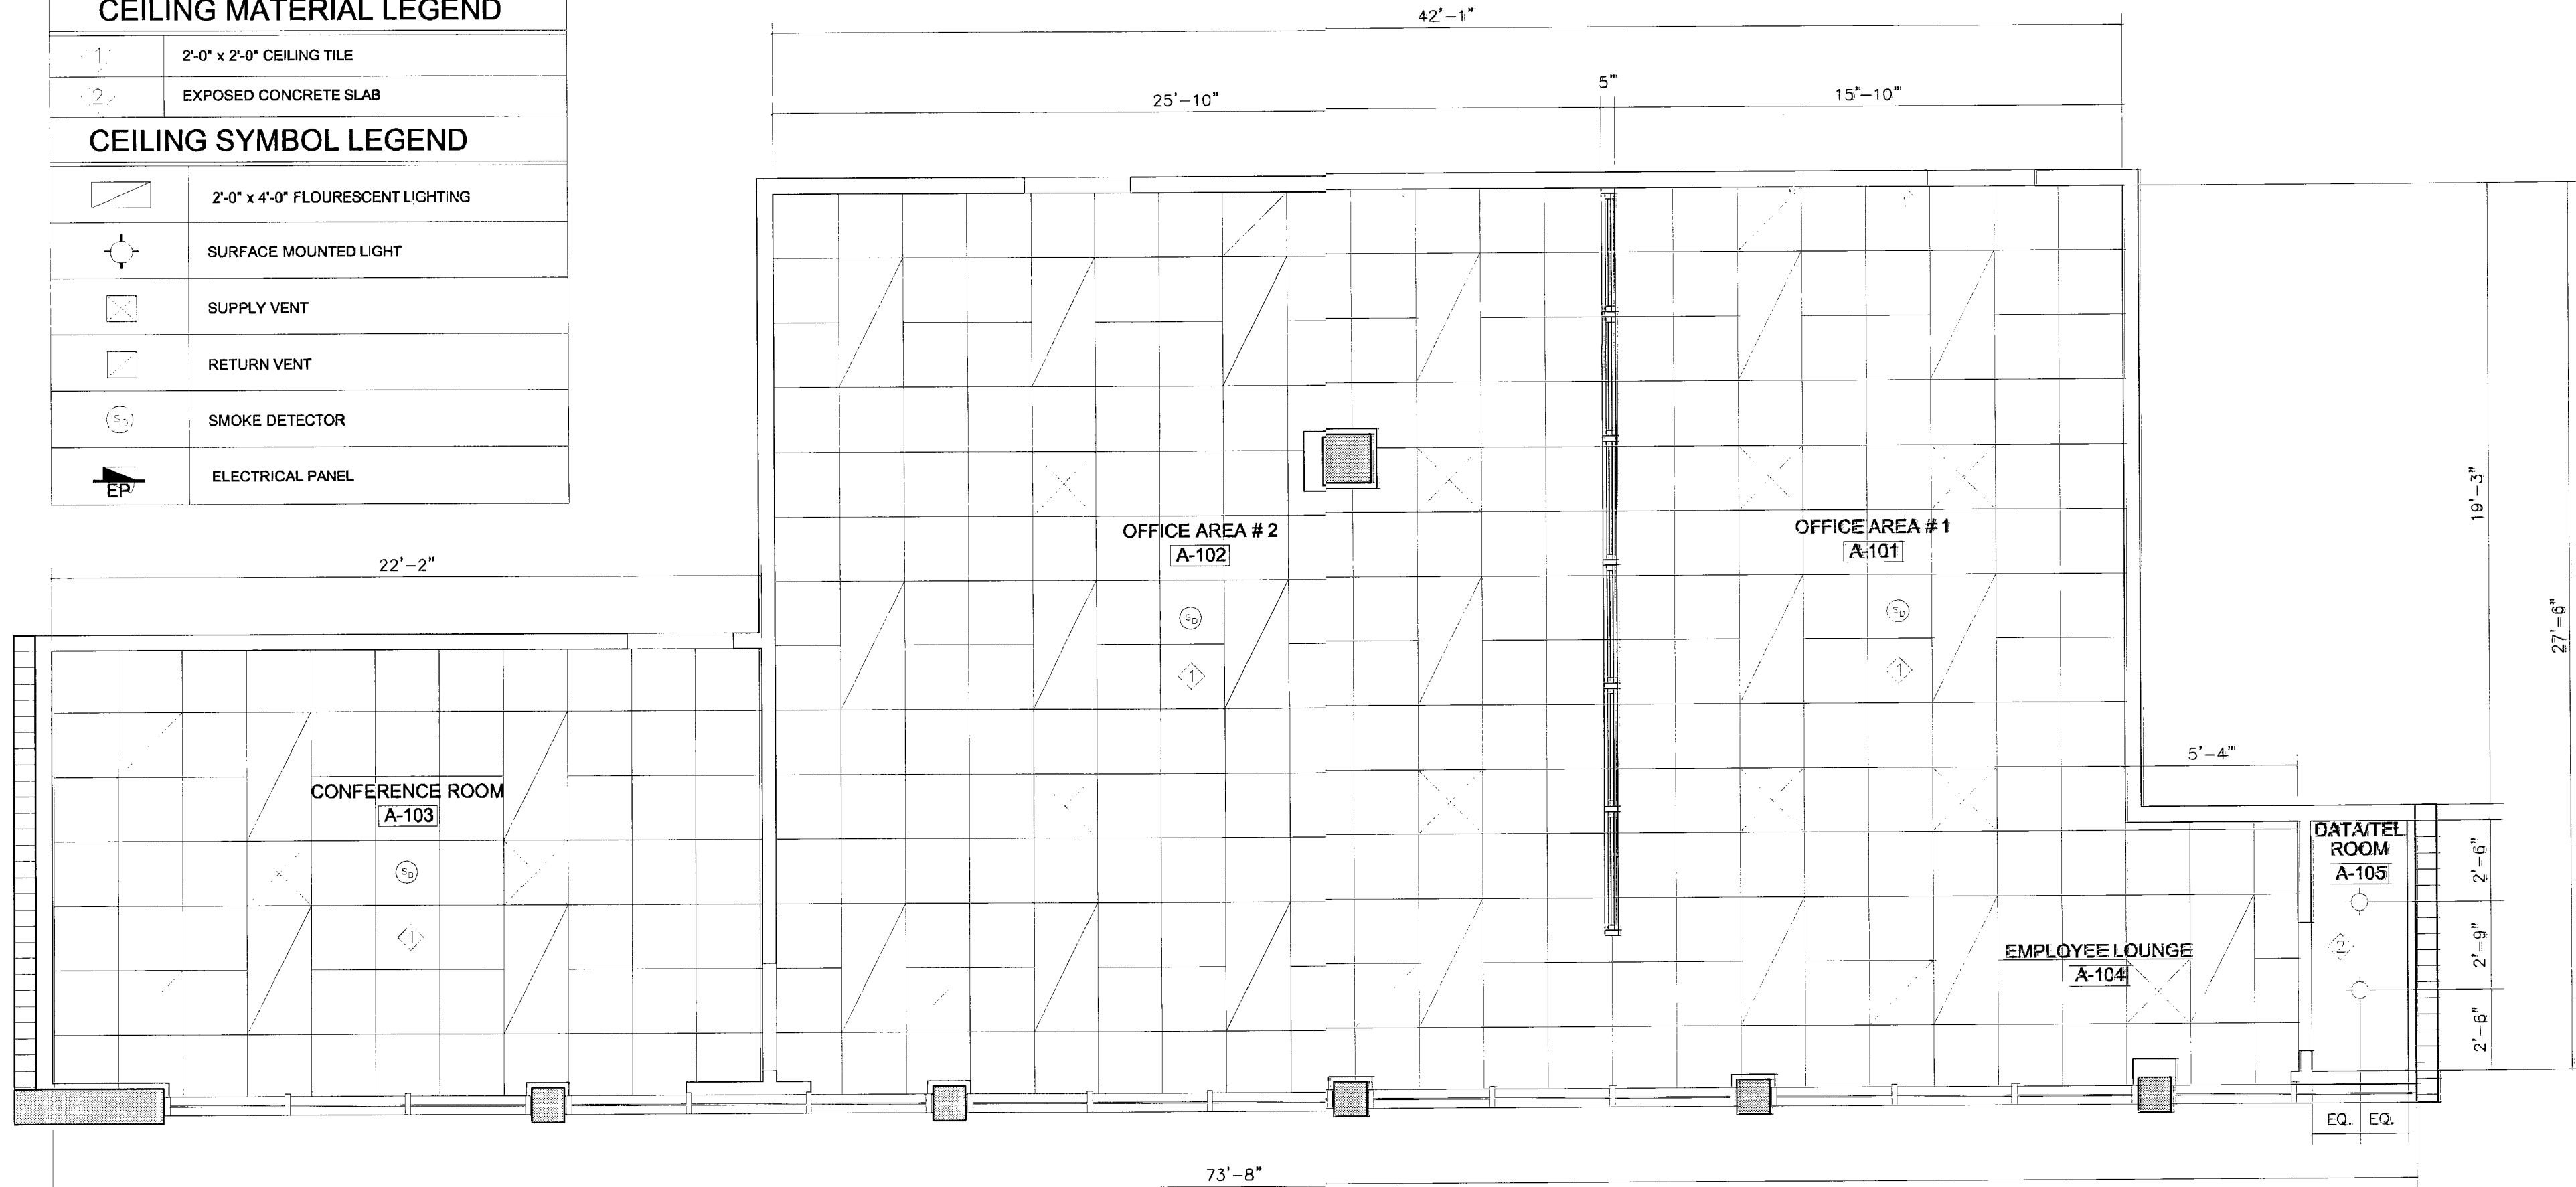 CEILING MATERIAL LEGEND
1
2'-0" x 2'-0" CEILING TILE
2
EXPOSED CONCRETE SLAB
CEILING SYMBOL LEGEND
2'-0" x 4'-0" FLOURESCENT LIGHTING
SURFACE MOUNTED LIGHT
SUPPLY VENT
RETURN VENT
SD
SMOKE DETECTOR
EP
ELECTRICAL PANEL
42'-1"
25'-10"
5"
15'-10"
22'-2"
OFFICE AREA # 2
A-102
SD
1
OFFICE AREA # 1
A-101
SD
1
19'-3"
27'-6"
5'-4"
CONFERENCE ROOM
A-103
SD
1
DATA/TEL
ROOM
A-105
2
EMPLOYEE LOUNGE
A-104
2'-6"
2'-9"
2'-6"
EQ.
EQ.
73'-8"